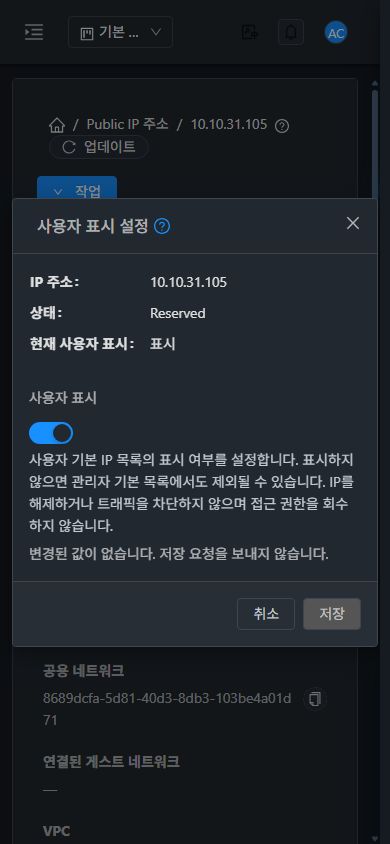 기본 ...
AC
/ Public IP 주소 / 10.10.31.105
업데이트
작업
사용자 표시 설정
IP 주소: 10.10.31.105
상태: Reserved
현재 사용자 표시: 표시
사용자 표시
사용자 기본 IP 목록의 표시 여부를 설정합니다. 표시하지
않으면 관리자 기본 목록에서도 제외될 수 있습니다. IP를
해제하거나 트래픽을 차단하지 않으며 접근 권한을 회수
하지 않습니다.
변경된 값이 없습니다. 저장 요청을 보내지 않습니다.
취소 저장
공용 네트워크
8689dcfa-5d81-40d3-8db3-103be4a01d
71
연결된 게스트 네트워크
—
VPC